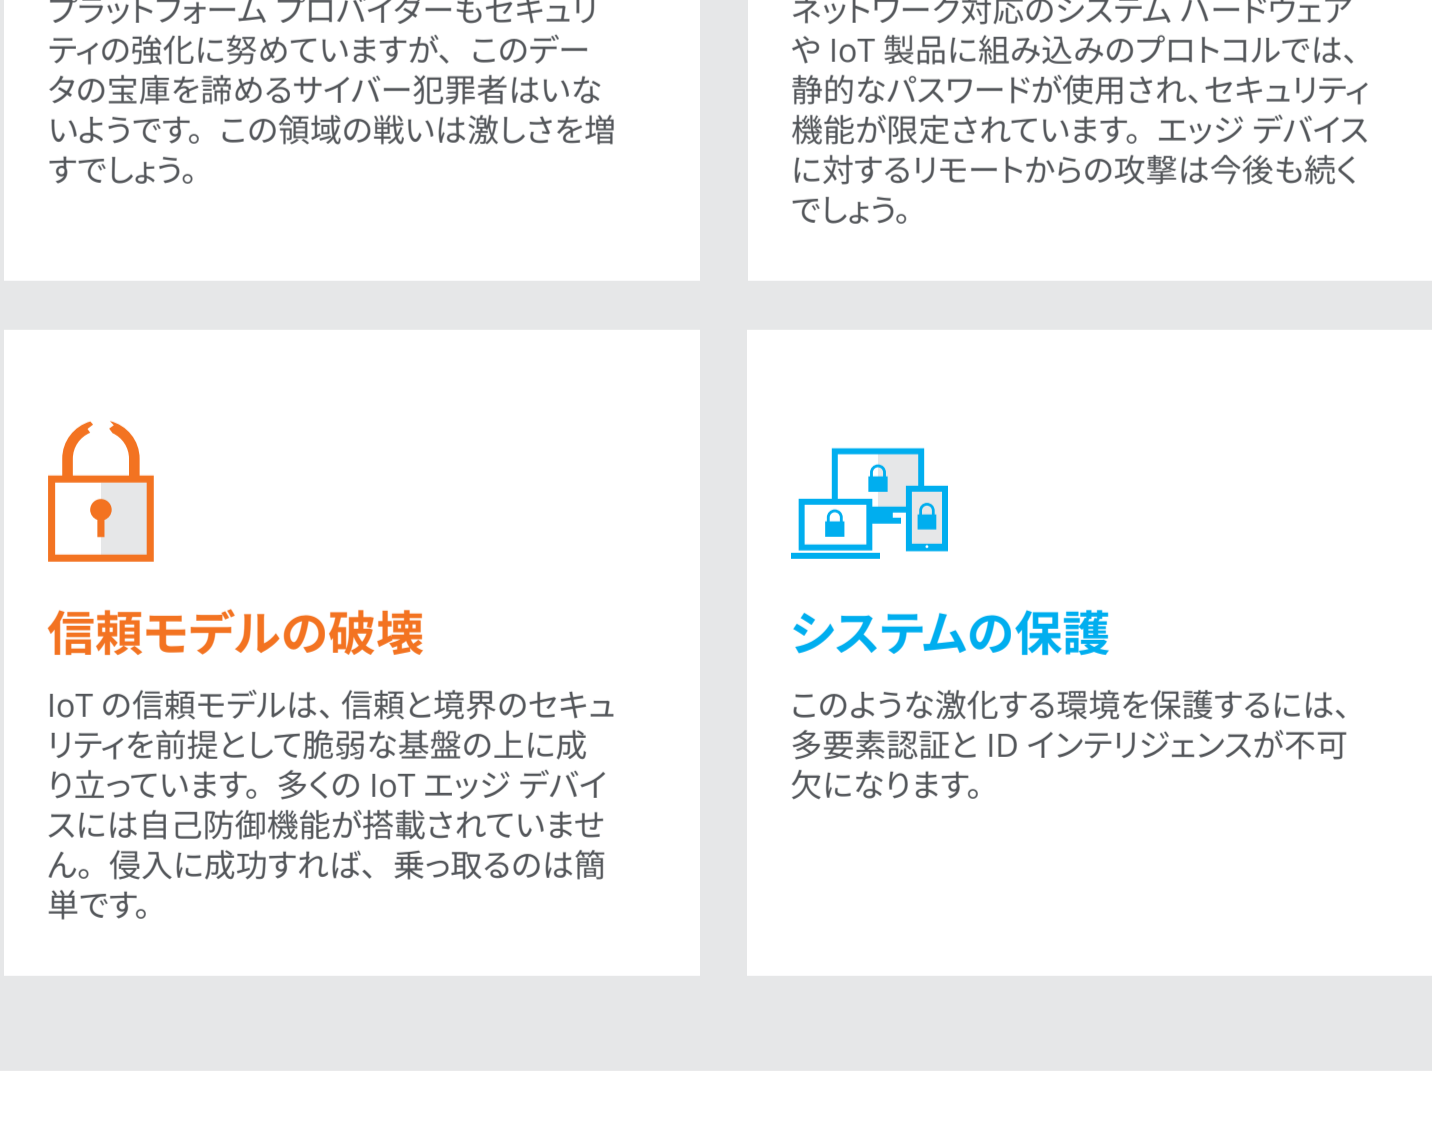 プラットフォーム プロバイダーもセキュリ
ティの強化に努めていますが、このデー
タの宝庫を諦めるサイバー犯罪者はいな
いようです。この領域の戦いは激しさを増
すでしょう。
ネットワーク対応のシステム ハードウェア
や IoT 製品に組み込みのプロトコルでは、
静的なパスワードが使用され、セキュリティ
機能が限定されています。エッジ デバイス
に対するリモートからの攻撃は今後も続く
でしょう。
信頼モデルの破壊
IoT の信頼モデルは、信頼と境界のセキュ
リティを前提として脆弱な基盤の上に成
り立っています。多くの IoT エッジ デバイ
スには自己防御機能が搭載されていませ
ん。侵入に成功すれば、乗っ取るのは簡
単です。
システムの保護
このような激化する環境を保護するには、
多要素認証と ID インテリジェンスが不可
欠になります。